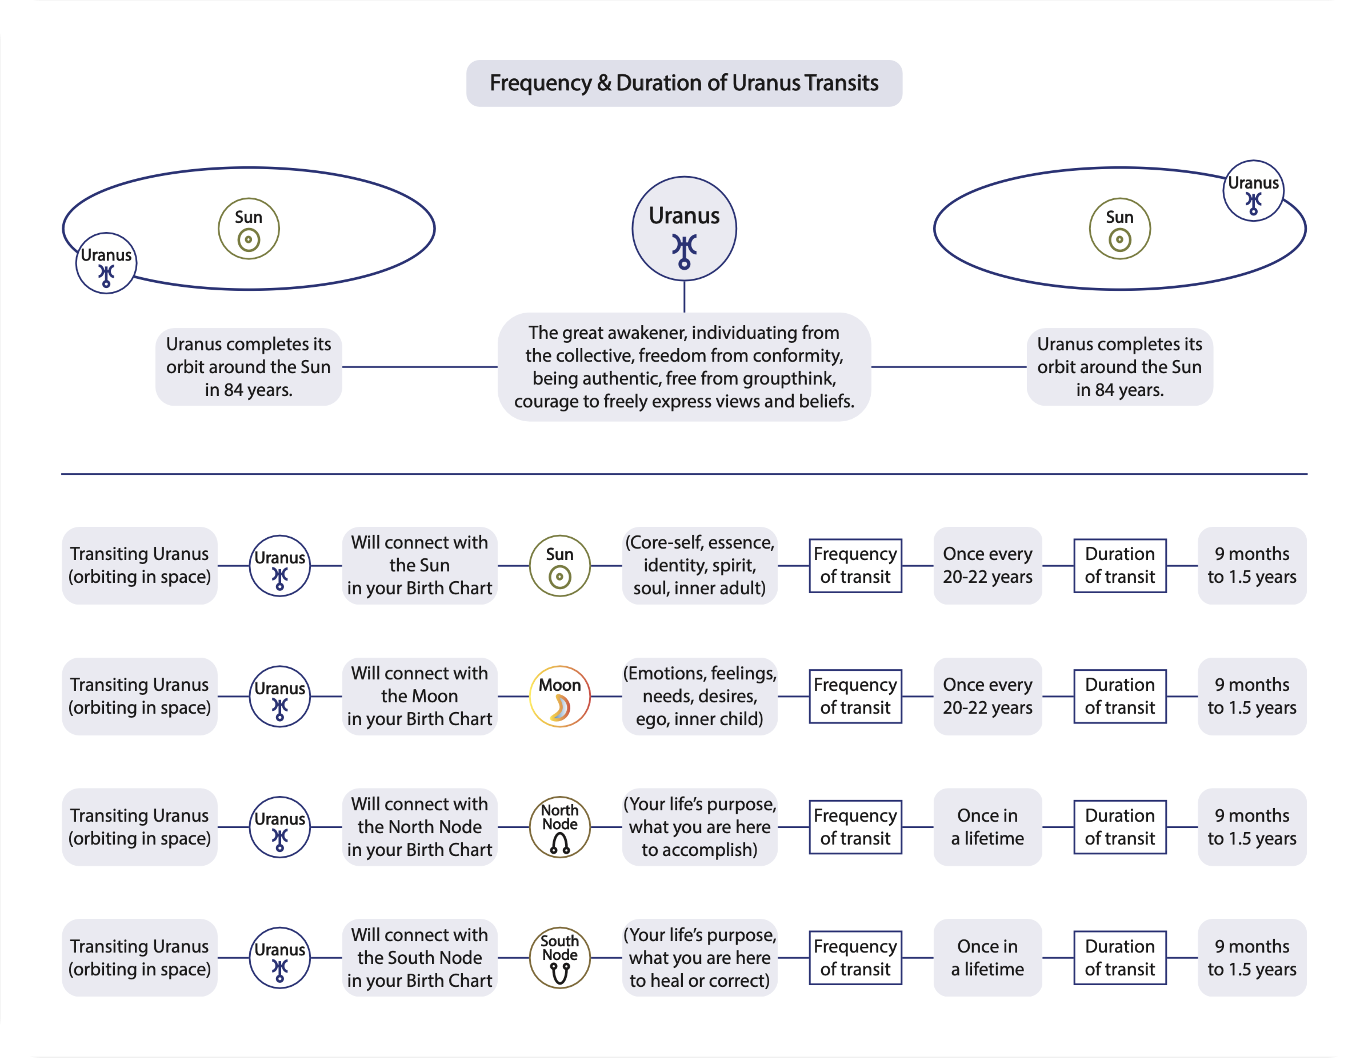 Frequency & Duration of Uranus Transits
Sun
Uranus
Uranus
Sun
Uranus
Uranus completes its
orbit around the Sun
in 84 years.
The great awakener, individuating from
the collective, freedom from conformity,
being authentic, free from groupthink,
courage to freely express views and beliefs.
Uranus completes its
orbit around the Sun
in 84 years.
Transiting Uranus
(orbiting in space)
Uranus
Will connect with
the Sun
in your Birth Chart
Sun
(Core-self, essence,
identity, spirit,
soul, inner adult)
Frequency
of transit
Once every
20-22 years
Duration
of transit
9 months
to 1.5 years
Transiting Uranus
(orbiting in space)
Uranus
Will connect with
the Moon
in your Birth Chart
Moon
(Emotions, feelings,
needs, desires,
ego, inner child)
Frequency
of transit
Once every
20-22 years
Duration
of transit
9 months
to 1.5 years
Transiting Uranus
(orbiting in space)
Uranus
Will connect with
the North Node
in your Birth Chart
North
Node
(Your life’s purpose,
what you are here
to accomplish)
Frequency
of transit
Once in
a lifetime
Duration
of transit
9 months
to 1.5 years
Transiting Uranus
(orbiting in space)
Uranus
Will connect with
the South Node
in your Birth Chart
South
Node
(Your life’s purpose,
what you are here
to heal or correct)
Frequency
of transit
Once in
a lifetime
Duration
of transit
9 months
to 1.5 years